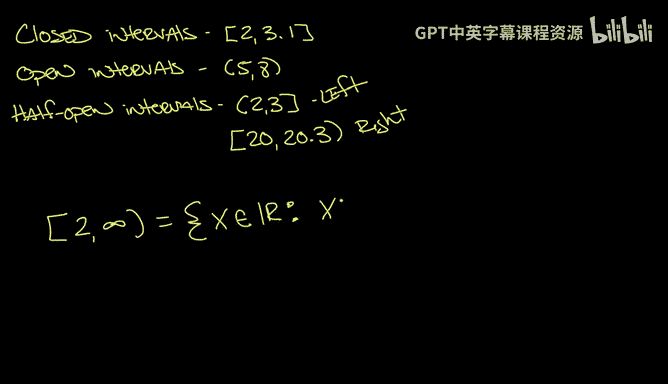 GPT中英字幕课程资源 bilibili
CLOSED INTERVALS - [2, 3.1]
OPEN INTERVALS - (5,8)
HALF-OPEN INTERVALS - (2,3] - Left
[20, 20.3) Right
[2, ∞) = {X ∈ ℝ: X